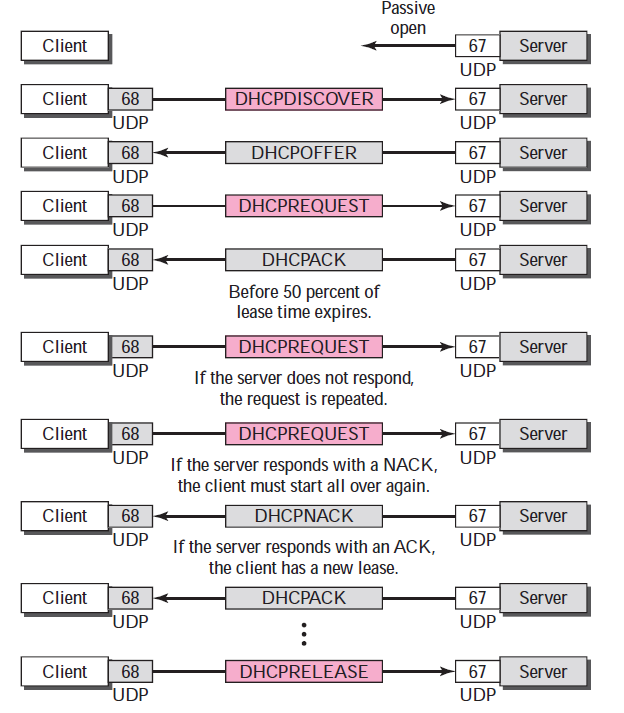 Passive
open
Client 67 Server
UDP
Client 68 DHCPDISCOVER 67 Server
UDP UDP
Client 68 DHCPOFFER 67 Server
UDP UDP
Client 68 DHCPREQUEST 67 Server
UDP UDP
Client 68 DHCPACK 67 Server
UDP UDP
Before 50 percent of
lease time expires.
Client 68 DHCPREQUEST 67 Server
UDP UDP
If the server does not respond,
the request is repeated.
Client 68 DHCPREQUEST 67 Server
UDP UDP
If the server responds with a NACK,
the client must start all over again.
Client 68 DHCPNACK 67 Server
UDP UDP
If the server responds with an ACK,
the client has a new lease.
Client 68 DHCPACK 67 Server
UDP UDP
Client 68 DHCPRELEASE 67 Server
UDP UDP